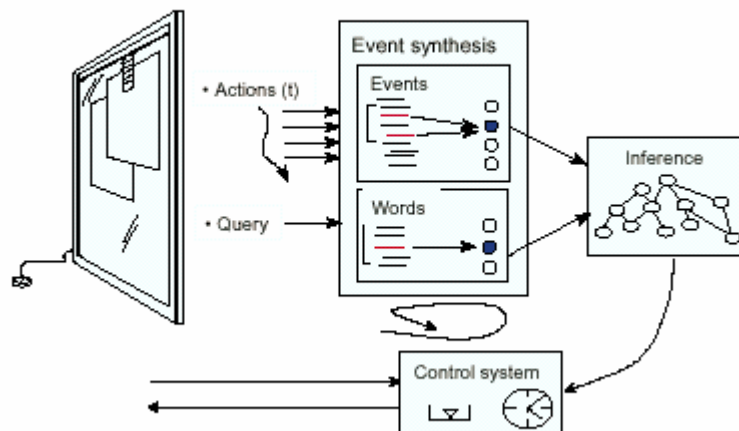 Event synthesis
Events
• Actions (t)
Inference
Words
• Query
Control system